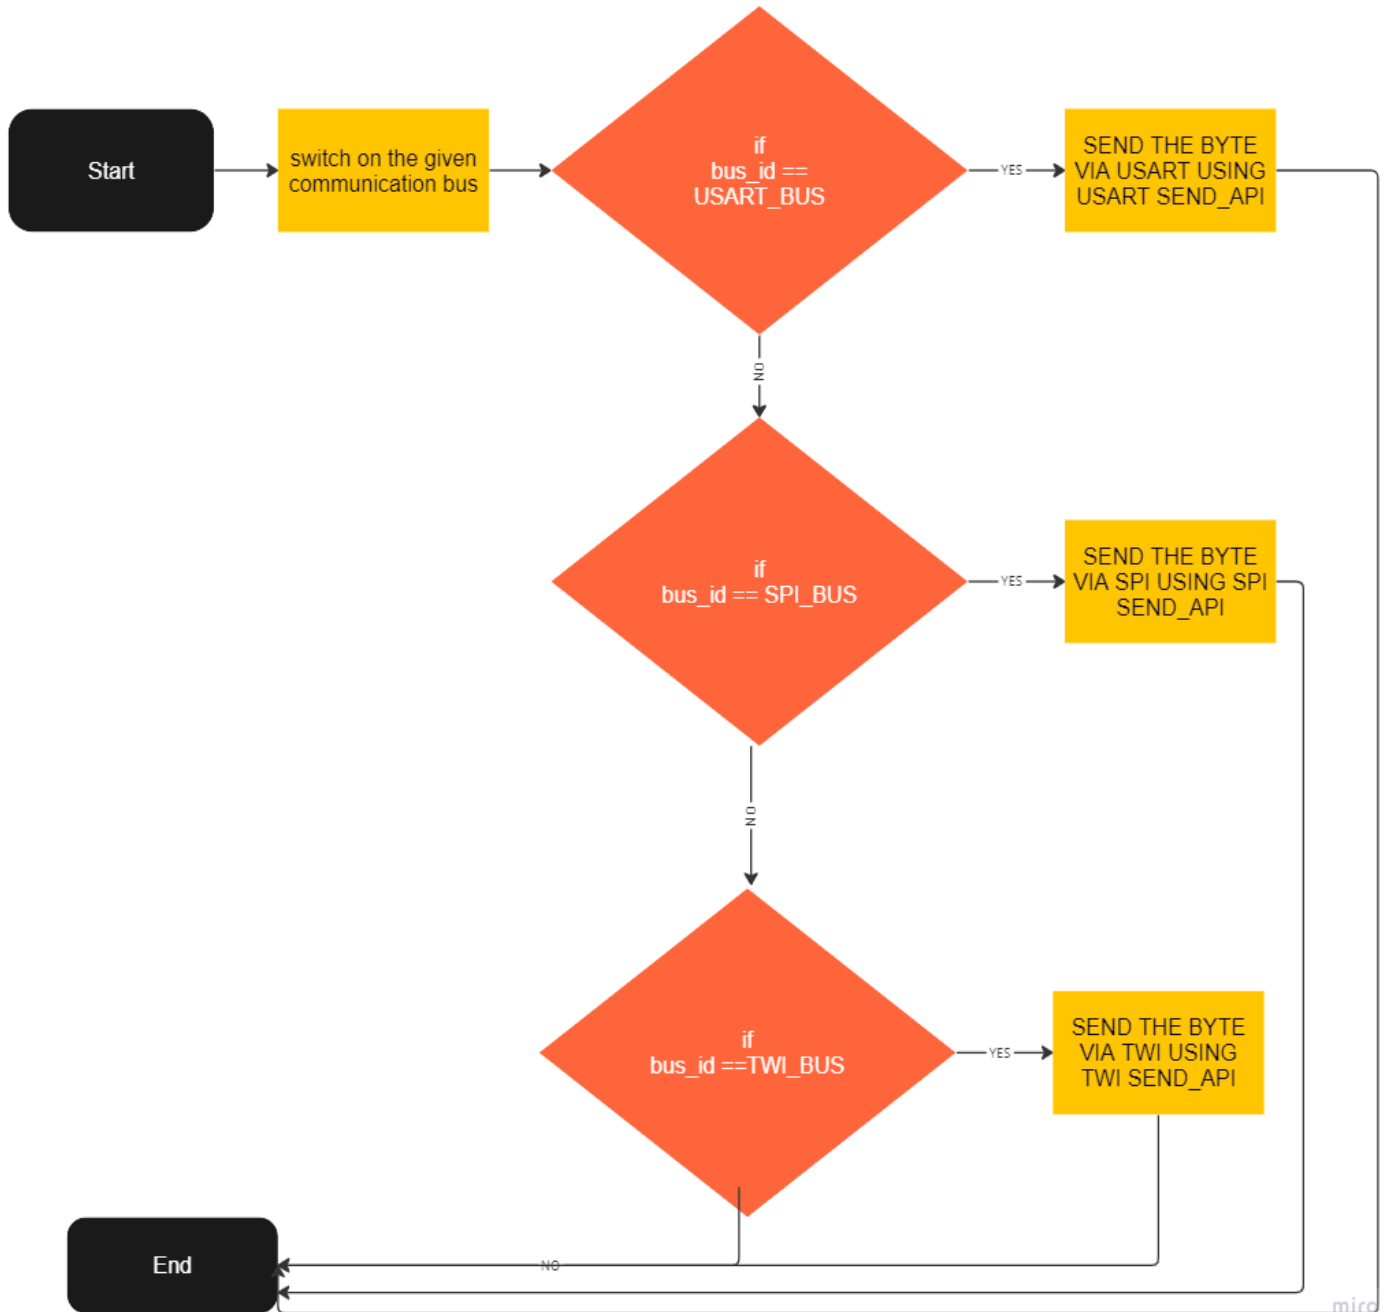 Start
switch on the given
communication bus
if
bus_id ==
USART_BUS
YES
SEND THE BYTE
VIA USART USING
USART SEND_API
NO
if
bus_id == SPI_BUS
YES
SEND THE BYTE
VIA SPI USING SPI
SEND_API
NO
if
bus_id ==TWI_BUS
YES
SEND THE BYTE
VIA TWI USING
TWI SEND_API
NO
End
miro